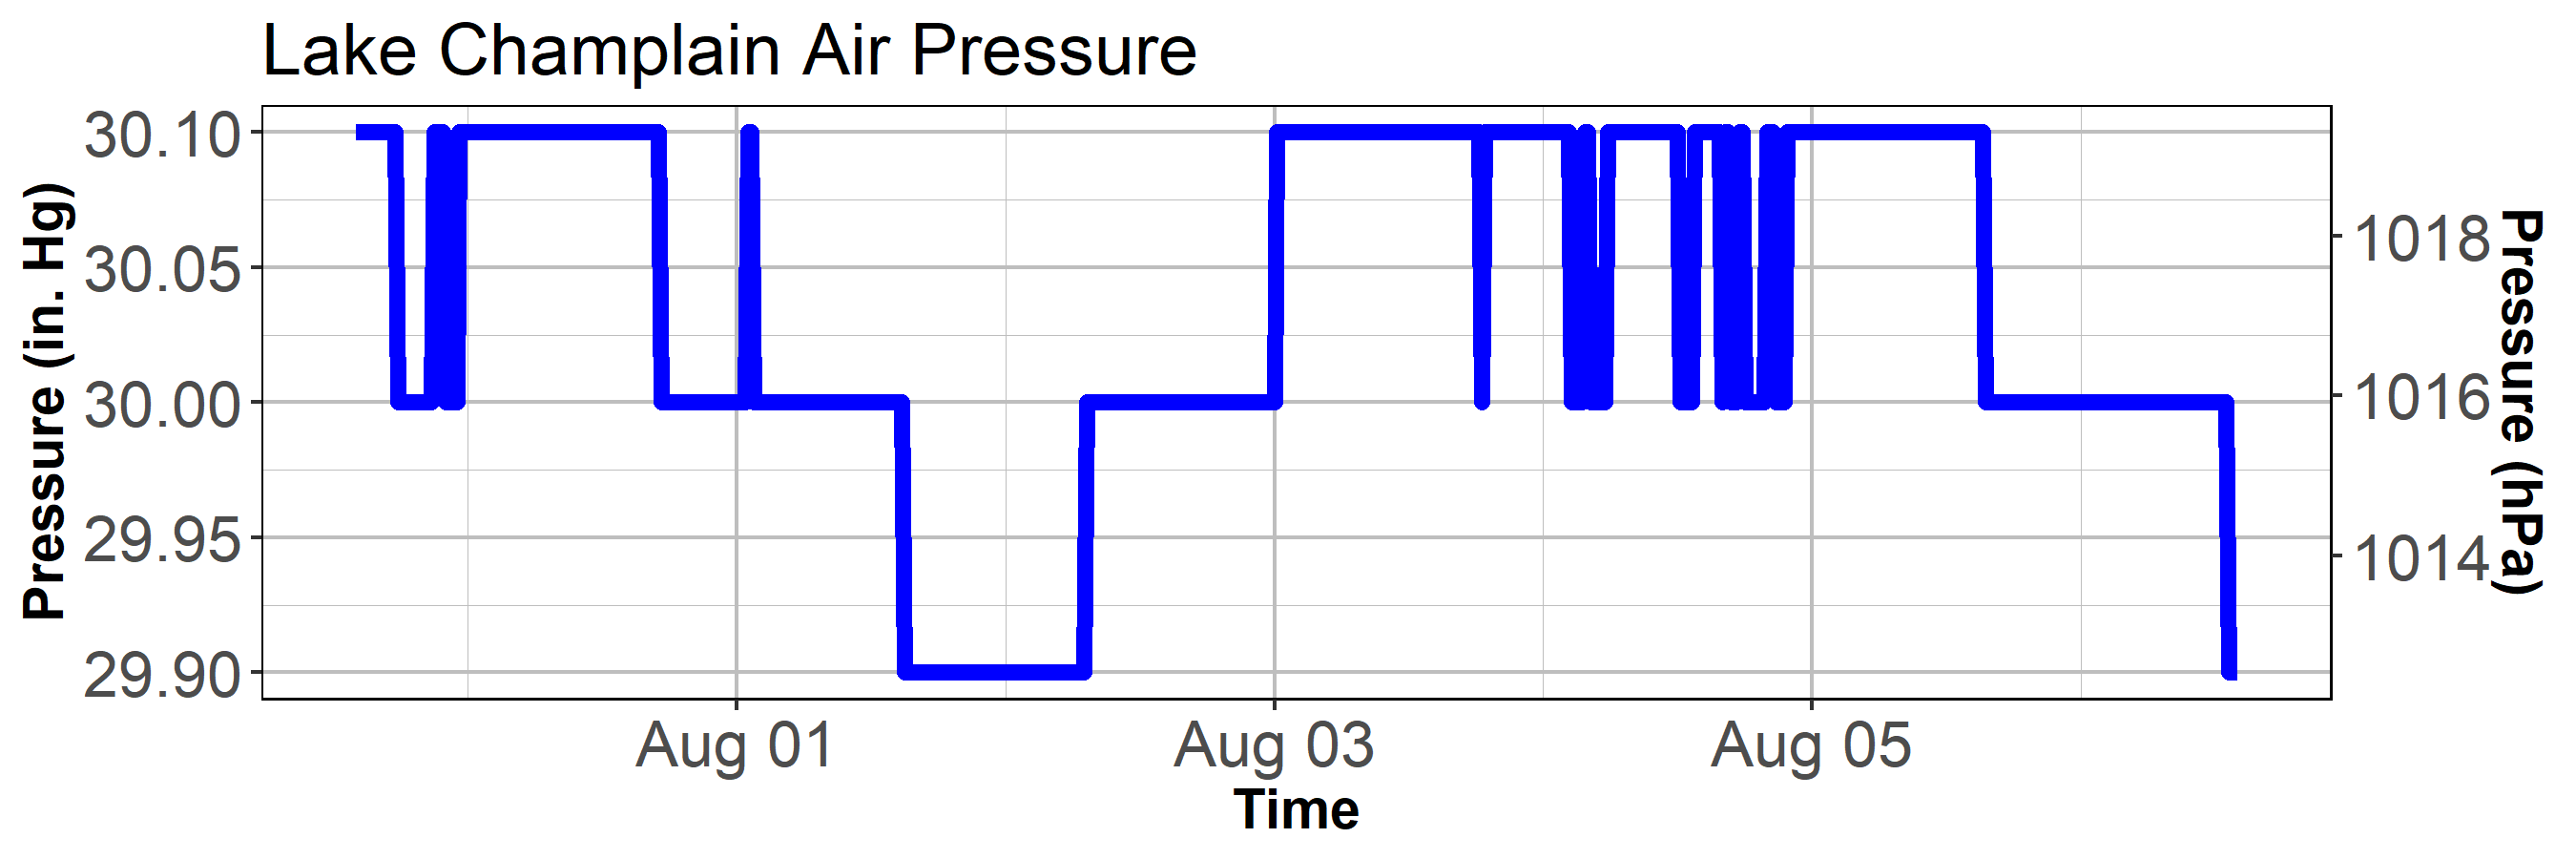 Lake Champlain Air Pressure
Pressure (in. Hg)
30.10
30.05
30.00
29.95
29.90
1018
1016
1014
Pressure (hPa)
Aug 01 Aug 03 Aug 05
Time